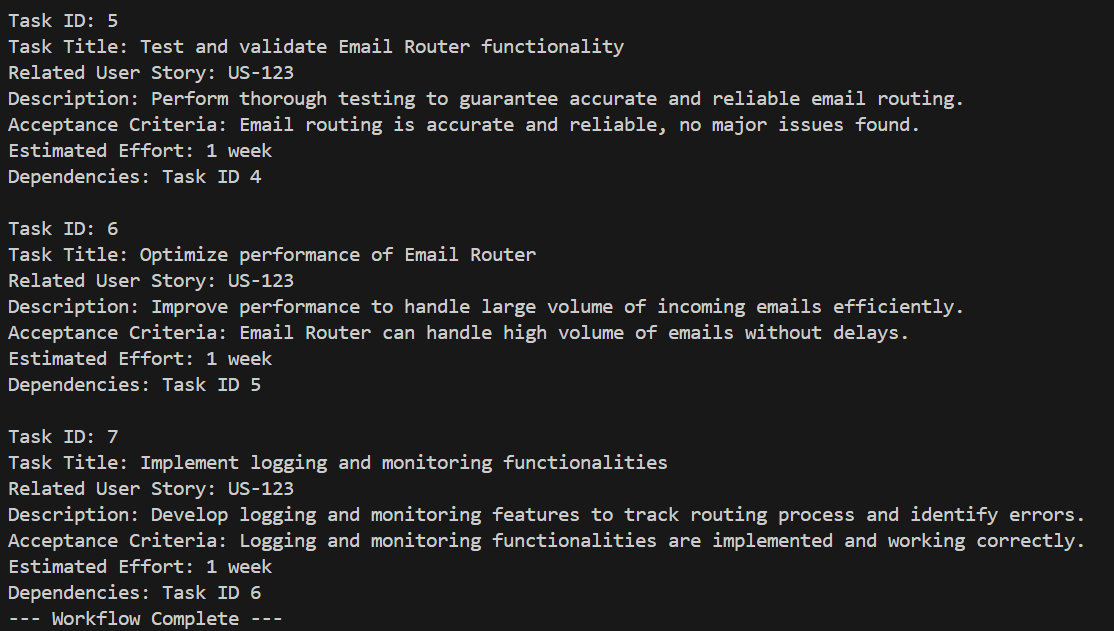 Task ID: 5
Task Title: Test and validate Email Router functionality
Related User Story: US-123
Description: Perform thorough testing to guarantee accurate and reliable email routing.
Acceptance Criteria: Email routing is accurate and reliable, no major issues found.
Estimated Effort: 1 week
Dependencies: Task ID 4

Task ID: 6
Task Title: Optimize performance of Email Router
Related User Story: US-123
Description: Improve performance to handle large volume of incoming emails efficiently.
Acceptance Criteria: Email Router can handle high volume of emails without delays.
Estimated Effort: 1 week
Dependencies: Task ID 5

Task ID: 7
Task Title: Implement logging and monitoring functionalities
Related User Story: US-123
Description: Develop logging and monitoring features to track routing process and identify errors.
Acceptance Criteria: Logging and monitoring functionalities are implemented and working correctly.
Estimated Effort: 1 week
Dependencies: Task ID 6
--- Workflow Complete ---